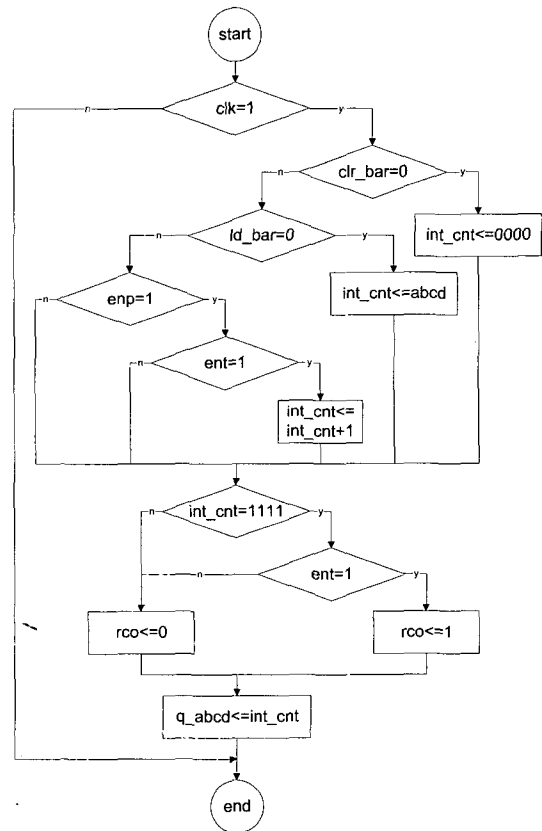 start
clk=1
n
y
clr_bar=0
n
y
ld_bar=0
n
y
int_cnt<=0000
enp=1
n
y
int_cnt<=abcd
ent=1
n
y
int_cnt<=
int_cnt+1
int_cnt=1111
n
y
ent=1
n
y
rco<=0
rco<=1
q_abcd<=int_cnt
end